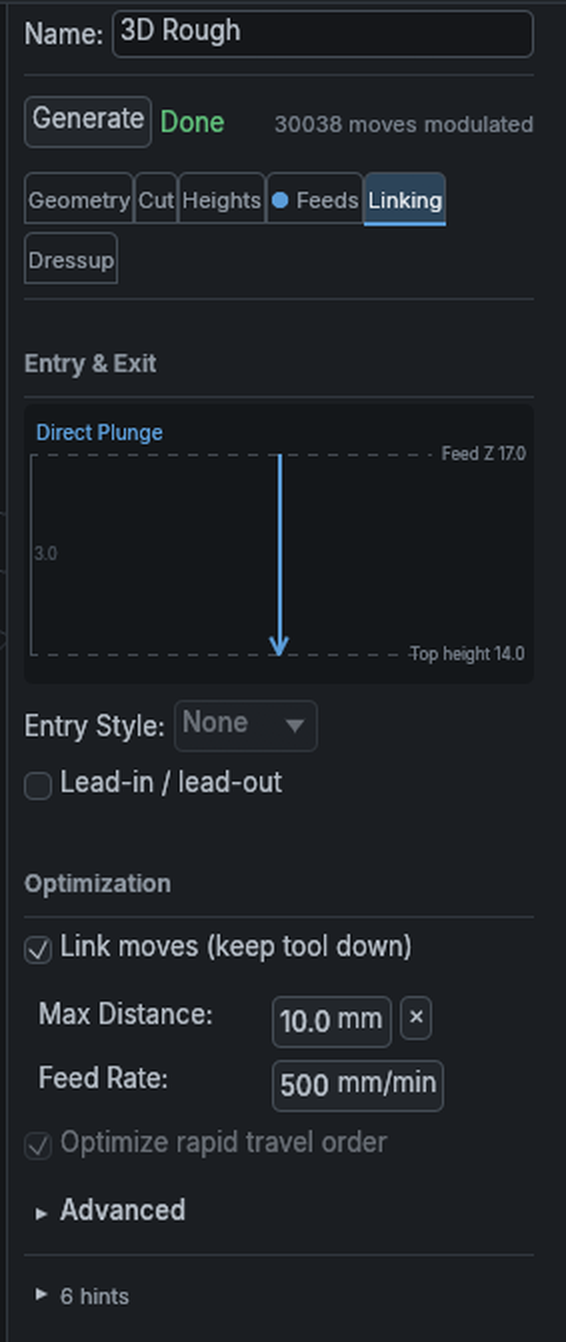 Name: 3D Rough
Generate Done 30038 moves modulated
Geometry Cut Heights Feeds Linking
Dressup
Entry & Exit
Direct Plunge
Feed Z 17.0
3.0
Top height 14.0
Entry Style: None
Lead-in / lead-out
Optimization
Link moves (keep tool down)
Max Distance: 10.0 mm ×
Feed Rate: 500 mm/min
Optimize rapid travel order
Advanced
6 hints